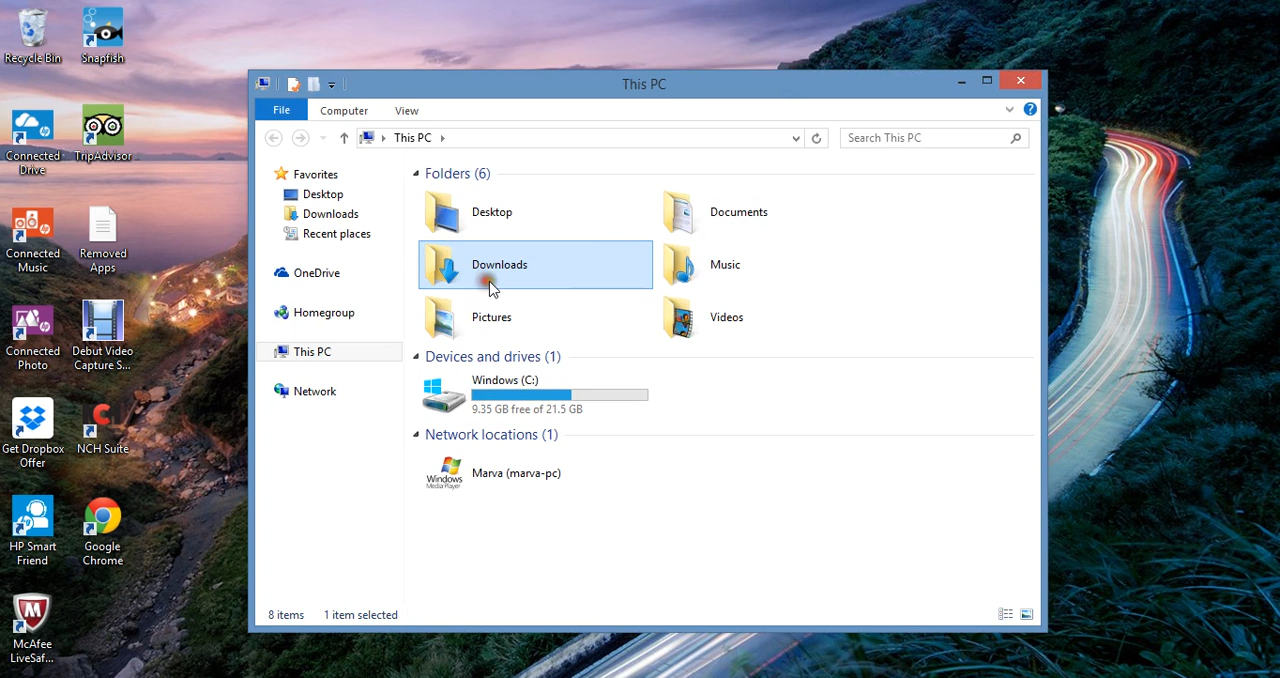 Recycle Bin
Snapfish
Connected
Drive
TripAdvisor
Connected
Music
Removed
Apps
Connected
Photo
Debut Video
Capture S...
Get Dropbox
Offer
NCH Suite
HP Smart
Friend
Google
Chrome
McAfee
LiveSaf...
This PC
File
Computer
View
This PC
Search This PC
Favorites
Desktop
Downloads
Recent places
OneDrive
Homegroup
This PC
Network
Folders (6)
Desktop
Documents
Downloads
Music
Pictures
Videos
Devices and drives (1)
Windows (C:)
9.35 GB free of 21.5 GB
Network locations (1)
Windows
Media Player
Marva (marva-pc)
8 items
1 item selected